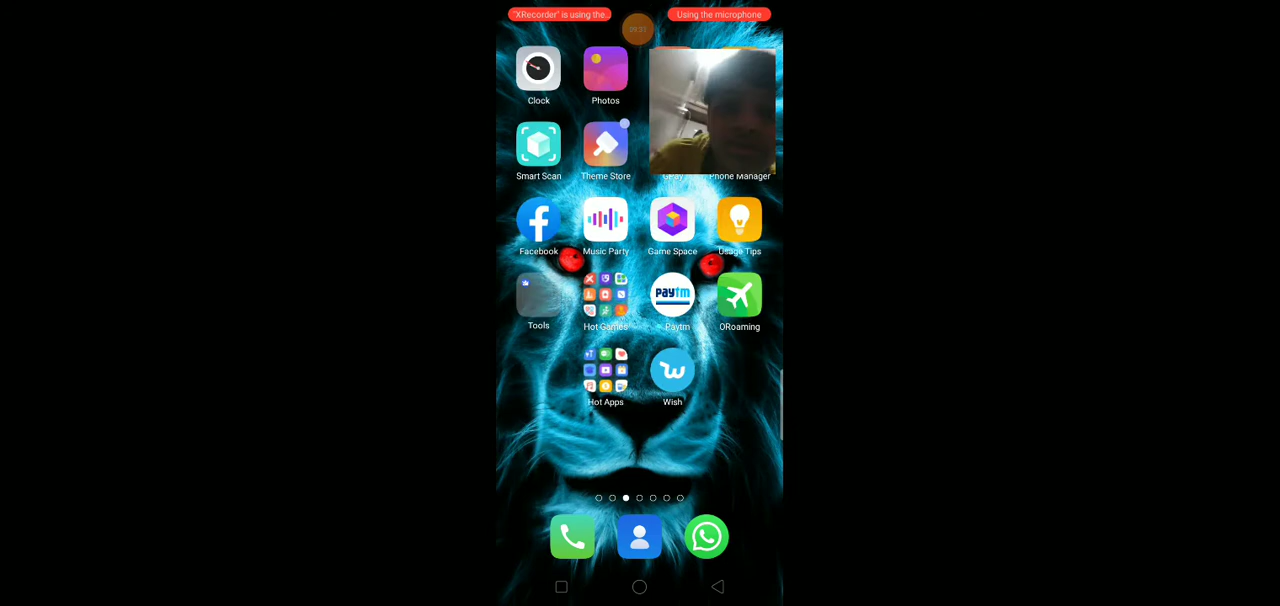 "XRecorder" is using the
Using the microphone
Clock
Photos
Smart Scan
Theme Store
GPay
Phone Manager
Facebook
Music Party
Game Space
Usage Tips
paytm
Tools
Hot Games
Paytm
ORoaming
Hot Apps
Wish